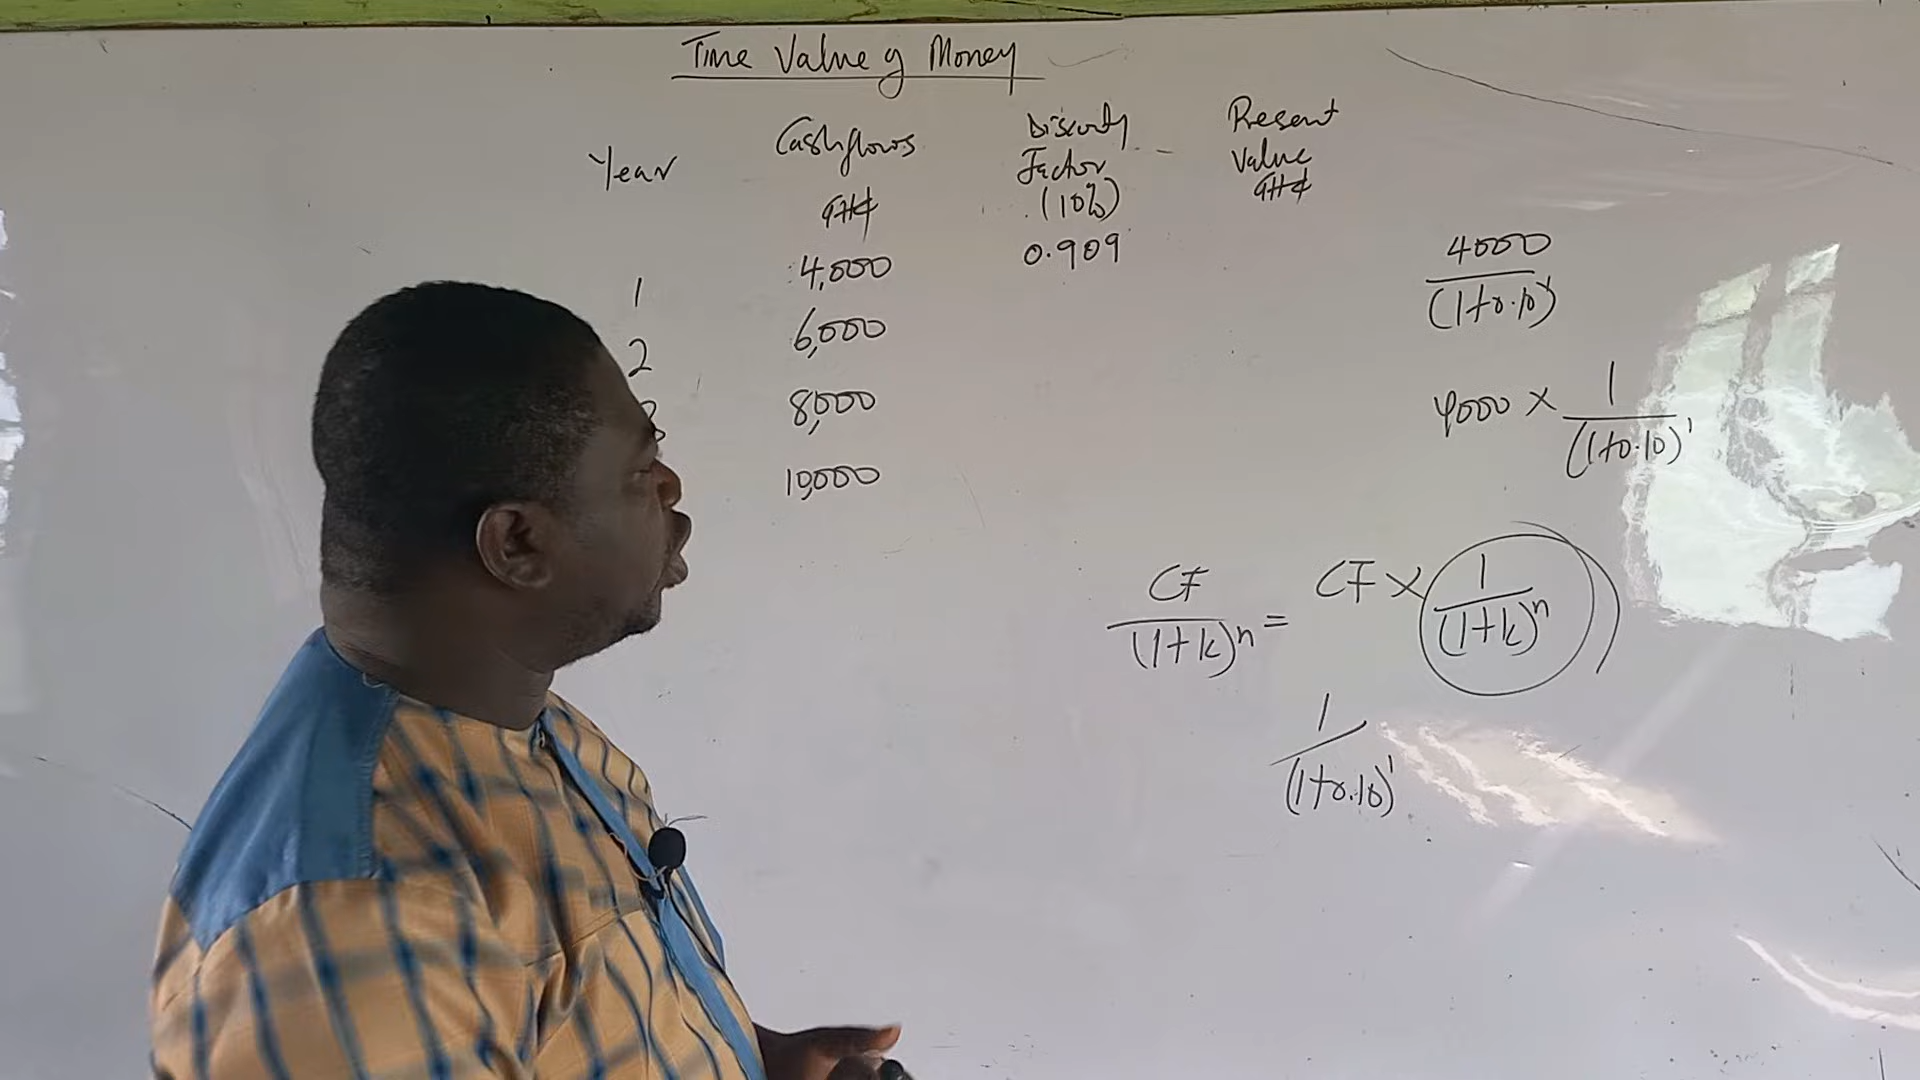 Time Value of Money
Year Cashflows Discounting Factor Present Value
GH¢ (10%) GH¢
1 4,000 0.909
2 6,000
3 8,000
10,000
4000
(1+0.10)¹
4000 × 1
(1+0.10)¹
CF = CF × 1
(1+k)ⁿ (1+k)ⁿ
1
(1+0.10)¹